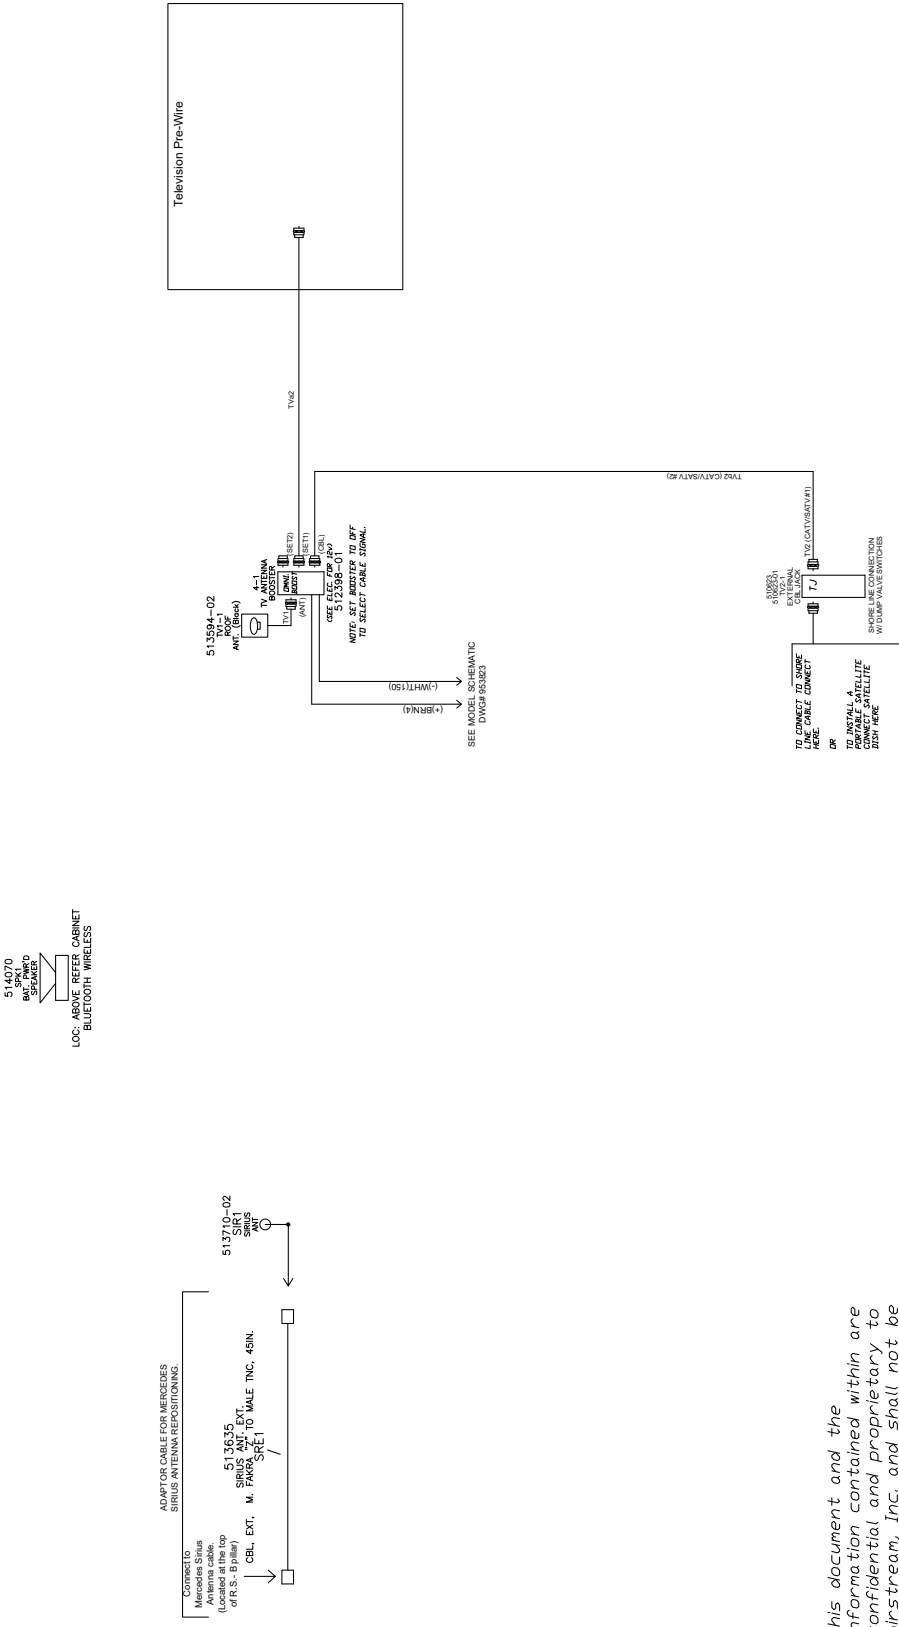 Television Pre-Wire
TVa2
TVb2 (CATV/SATV #2)
TV2 (CATV/SATV #1)
513594-02
TV1-1
ROOF
ANT. (Black)
4-1
TV ANTENNA
BOOSTER
TV1
(ANT)
OMNI.
BOOST
(SET2)
(SET1)
(CBL)
(SEE ELEC. FOR 12v)
512398-01
NOTE: SET BOOSTER TO OFF
TO SELECT CABLE SIGNAL.
(-)WHT(150)
(+)BRN(4)
SEE MODEL SCHEMATIC
DWG# 953823
510623
510623-01
TV2-1
EXTERNAL
CBL JACK
TJ
SHORE LINE CONNECTION
W/ DUMP VALVE SWITCHES
TO CONNECT TO SHORE
LINE CABLE CONNECT
HERE.
OR
TO INSTALL A
PORTABLE SATELLITE
CONNECT SATELLITE
DISH HERE
514070
SPK1
BAT. PWR'D
SPEAKER
LOC: ABOVE REFER CABINET
BLUETOOTH WIRELESS
513710-02
SIR1
SIRIUS
ANT
ADAPTOR CABLE FOR MERCEDES
SIRIUS ANTENNA REPOSITIONING.
Connect to
Mercedes Sirius
Antenna cable.
(Located at the top
of R.S.- B pillar)
513635
SIRIUS ANT. EXT.
CBL, EXT, M. FAKRA "Z" TO MALE TNC, 45IN.
SRE1
his document and the
nformation contained within are
onfidential and proprietary to
irstream, Inc. and shall not be